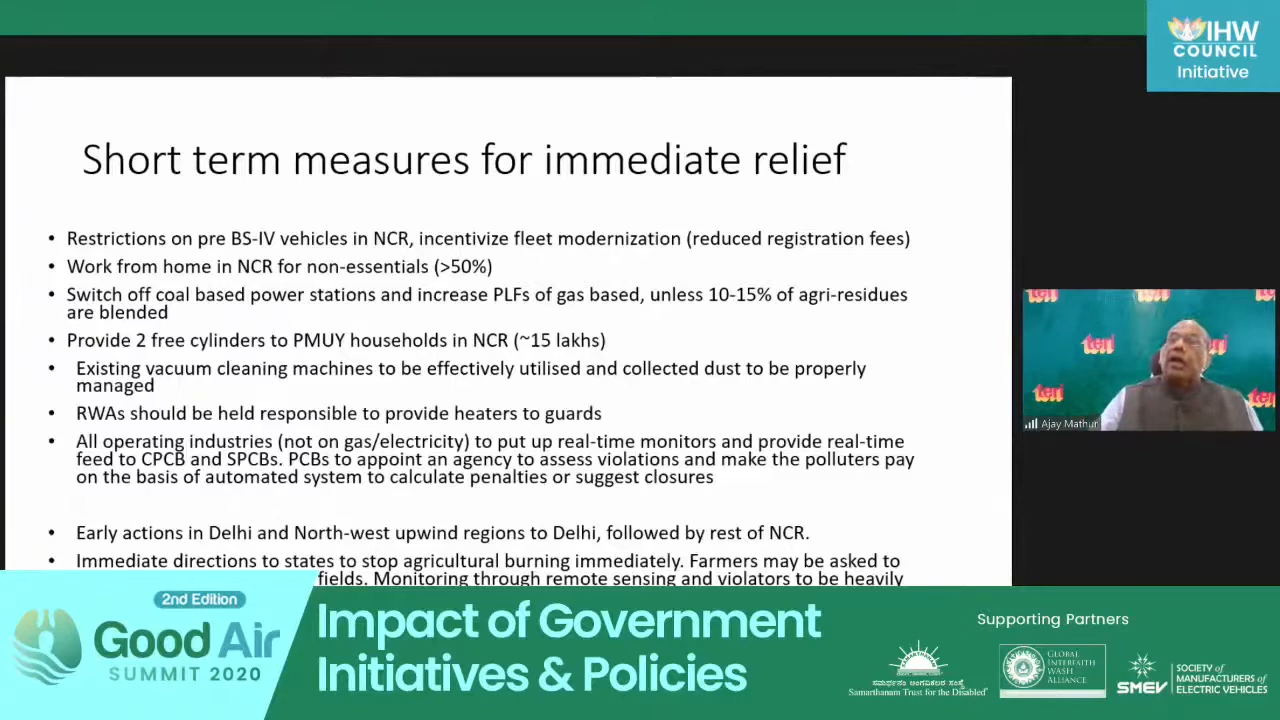 IHW
COUNCIL
Initiative
Short term measures for immediate relief
• Restrictions on pre BS-IV vehicles in NCR, incentivize fleet modernization (reduced registration fees)
• Work from home in NCR for non-essentials (>50%)
• Switch off coal based power stations and increase PLFs of gas based, unless 10-15% of agri-residues
are blended
• Provide 2 free cylinders to PMUY households in NCR (~15 lakhs)
• Existing vacuum cleaning machines to be effectively utilised and collected dust to be properly
managed
• RWAs should be held responsible to provide heaters to guards
• All operating industries (not on gas/electricity) to put up real-time monitors and provide real-time
feed to CPCB and SPCBs. PCBs to appoint an agency to assess violations and make the polluters pay
on the basis of automated system to calculate penalties or suggest closures
• Early actions in Delhi and North-west upwind regions to Delhi, followed by rest of NCR.
• Immediate directions to states to stop agricultural burning immediately. Farmers may be asked to
fields. Monitoring through remote sensing and violators to be heavily
teri
teri
teri
teri
Ajay Mathur
2nd Edition
Good Air
SUMMIT 2020
Impact of Government
Initiatives & Policies
Supporting Partners
ಸಮರ್ಥನಂ ಅಂಗವಿಕಲರ ಸಂಸ್ಥೆ
Samarthanam Trust for the Disabled
GLOBAL
INTERFAITH
WASH
ALLIANCE
SMEV
SOCIETY of
MANUFACTURERS of
ELECTRIC VEHICLES